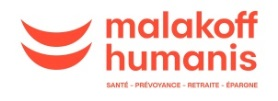 malakoff
humanis
SANTÉ - PRÉVOYANCE - RETRAITE - ÉPARGNE